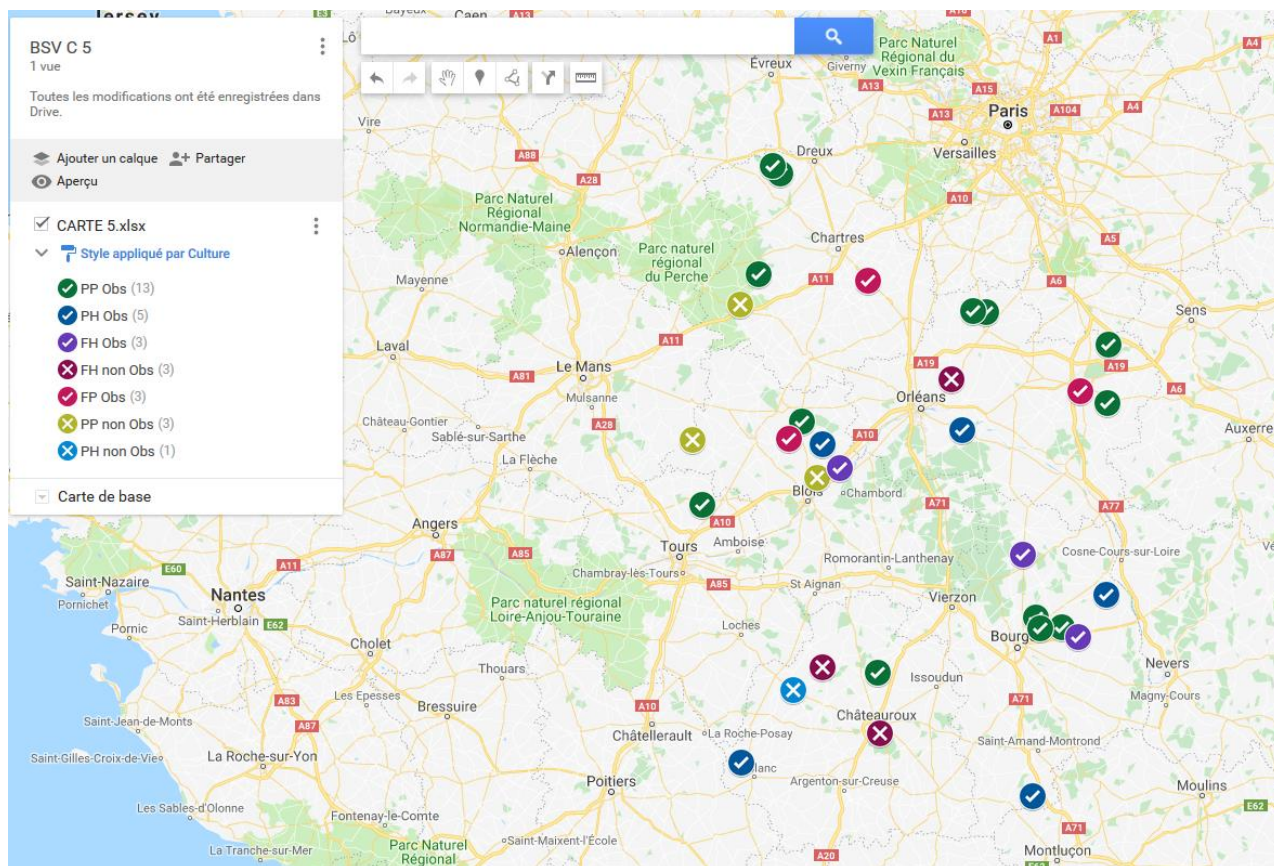 BSV C 5
1 vue
Toutes les modifications ont été enregistrées dans
Drive.
Ajouter un calque
Partager
Aperçu
CARTE 5.xlsx
Style appliqué par Culture
PP Obs (13)
PH Obs (5)
FH Obs (3)
FH non Obs (3)
FP Obs (3)
PP non Obs (3)
PH non Obs (1)
Carte de base
Jersey
E3
Caen
A4
Évreux
Giverny
Parc Naturel
Régional du
Vexin Français
A1
A13
A15
A104
A4
A13
Paris
Versailles
Vire
A88
A28
Dreux
A10
Parc Naturel
Régional
Normandie-Maine
Alençon
Parc naturel
régional
du Perche
Chartres
A5
Mayenne
A11
A6
Sens
Laval
A11
Le Mans
A19
A19
A81
Mulsanne
A6
Orléans
Château-Gontier
A28
Sablé-sur-Sarthe
A10
Auxerre
La Flèche
Blois
Chambord
A71
A77
Angers
A10
Tours
Amboise
A87
A85
Romorantin-Lanthenay
Cosne-Cours-sur-Loire
E60
A11
Saint-Nazaire
Pornichet
Chambray-lès-Tours
A85
St Aignan
Nantes
Saint-Herblain
E62
Parc naturel régional
Loire-Anjou-Touraine
Vierzon
Pornic
Loches
Cholet
Thouars
Nevers
Issoudun
Magny-Cours
A83
Les Epesses
Bressuire
A10
A71
Saint-Jean-de-Monts
A87
Châtellerault
La Roche-Posay
Châteauroux
Saint-Amand-Montrond
Saint-Gilles-Croix-de-Vie
La Roche-sur-Yon
Poitiers
Argenton-sur-Creuse
Moulins
E62
Les Sables-d'Olonne
Fontenay-le-Comte
A71
Saint-Maixent-l'École
Montluçon
La Tranche-sur-Mer
Parc Naturel
Régional
A20